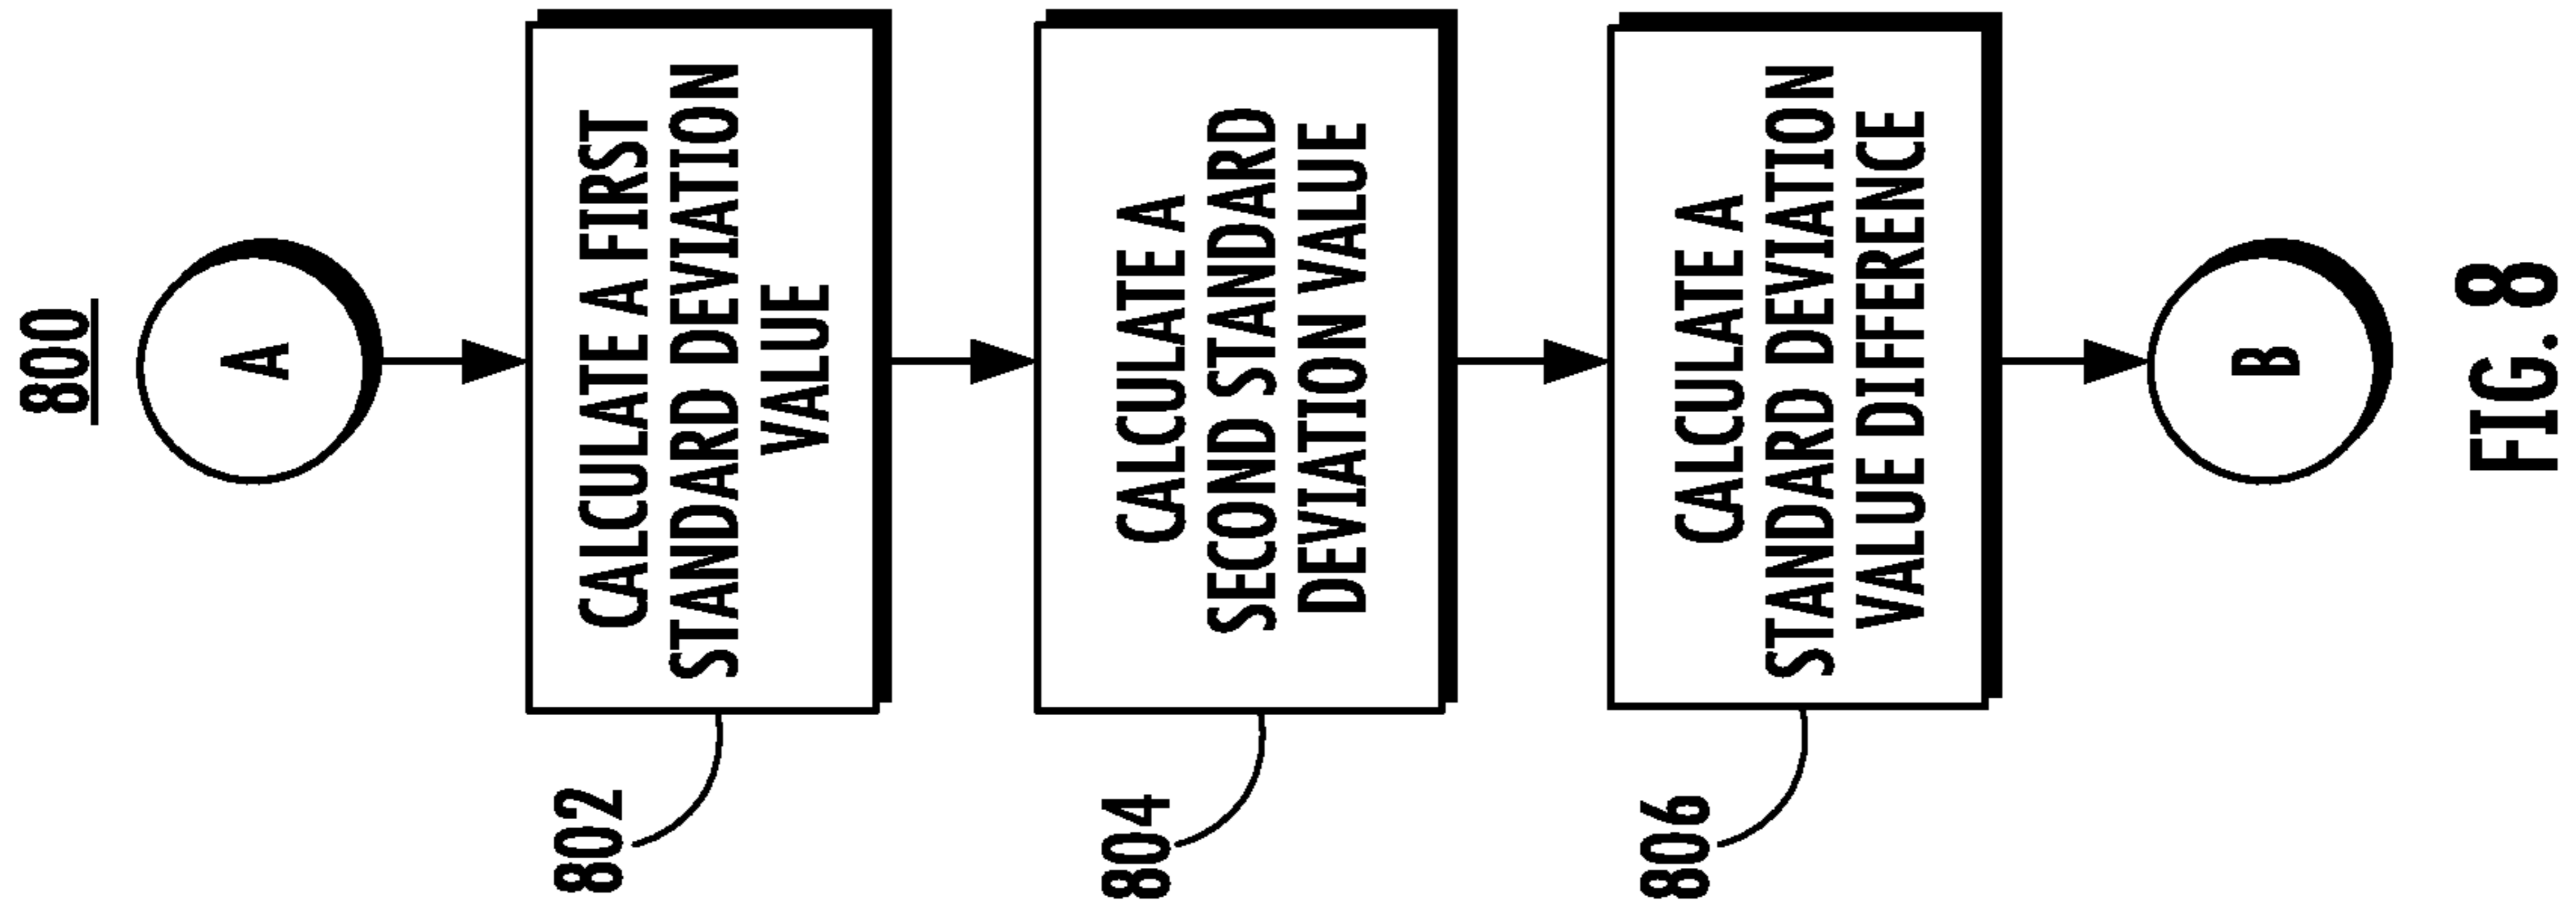 800
A
CALCULATE A FIRST
STANDARD DEVIATION
VALUE
802
CALCULATE A
SECOND STANDARD
DEVIATION VALUE
804
CALCULATE A
STANDARD DEVIATION
VALUE DIFFERENCE
806
B
FIG. 8